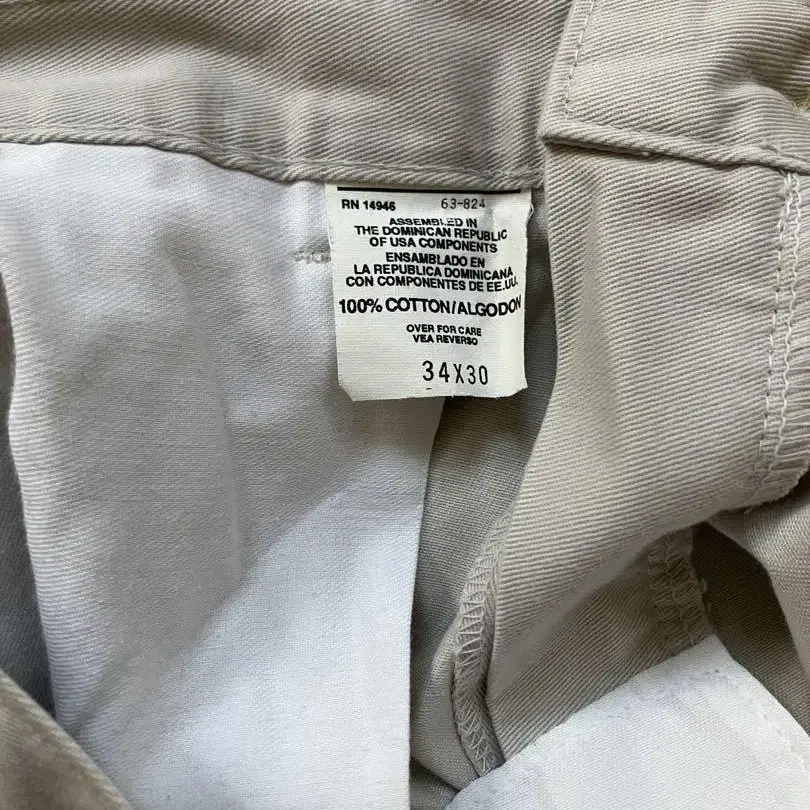 RN 14946 63-824
ASSEMBLED IN
THE DOMINICAN REPUBLIC
OF USA COMPONENTS
ENSAMBLADO EN
LA REPUBLICA DOMINICANA
CON COMPONENTES DE EE.UU.
100% COTTON/ALGODON
OVER FOR CARE
VEA REVERSO
34X30